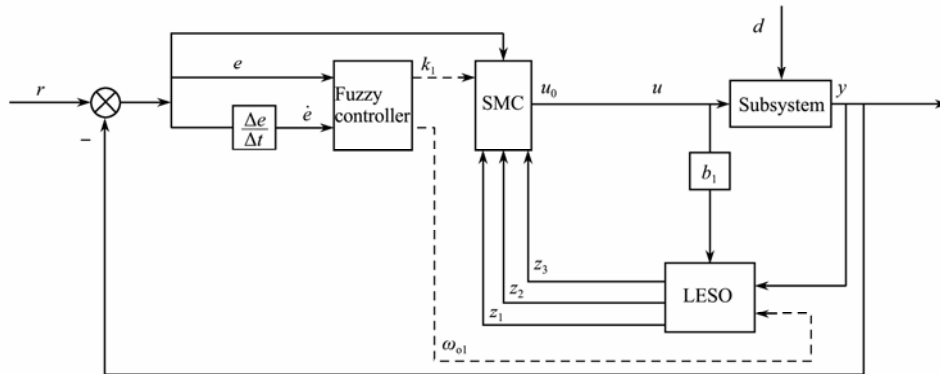 d
e
k₁
r
Fuzzy
controller
SMC
u₀
u
Subsystem
y
Δe
Δt
ė
−
b₁
z₃
z₂
z₁
LESO
ωₒ₁